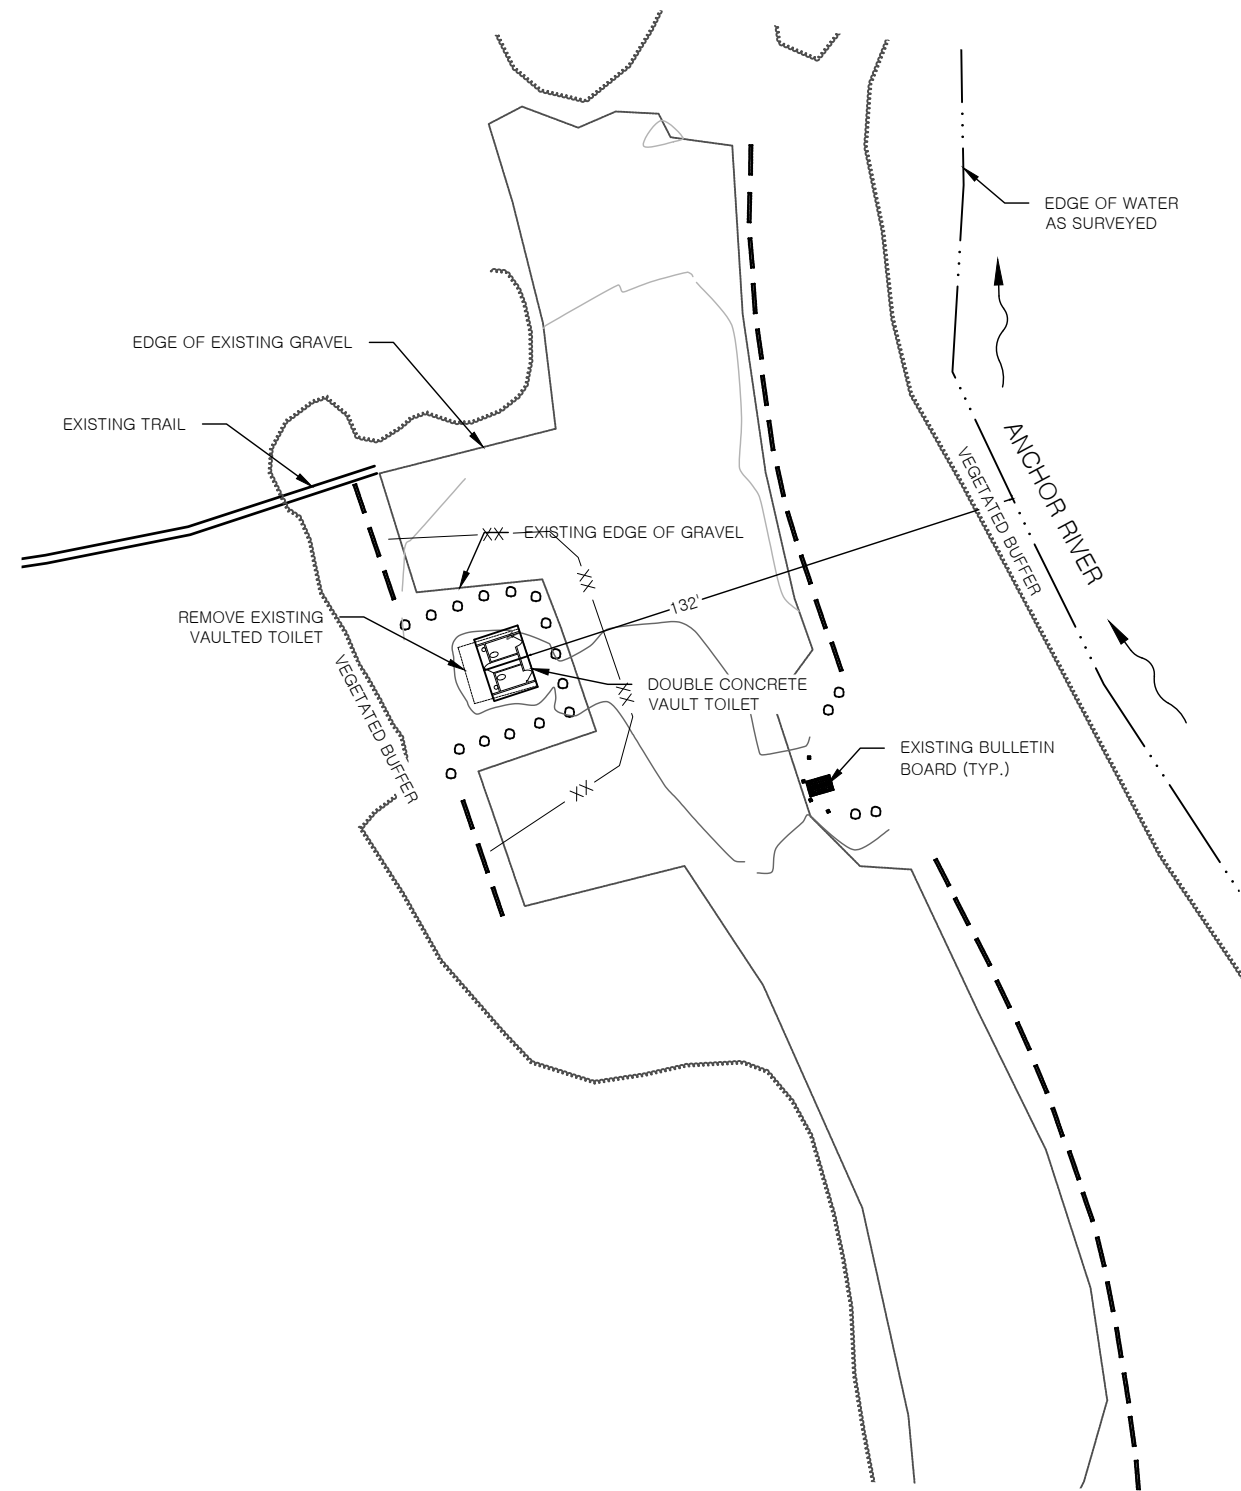 EDGE OF WATER
AS SURVEYED
EDGE OF EXISTING GRAVEL
EXISTING TRAIL
ANCHOR RIVER
VEGETATED BUFFER
XX
EXISTING EDGE OF GRAVEL
XX
132'
REMOVE EXISTING
VAULTED TOILET
VEGETATED BUFFER
XX
DOUBLE CONCRETE
VAULT TOILET
EXISTING BULLETIN
BOARD (TYP.)
XX